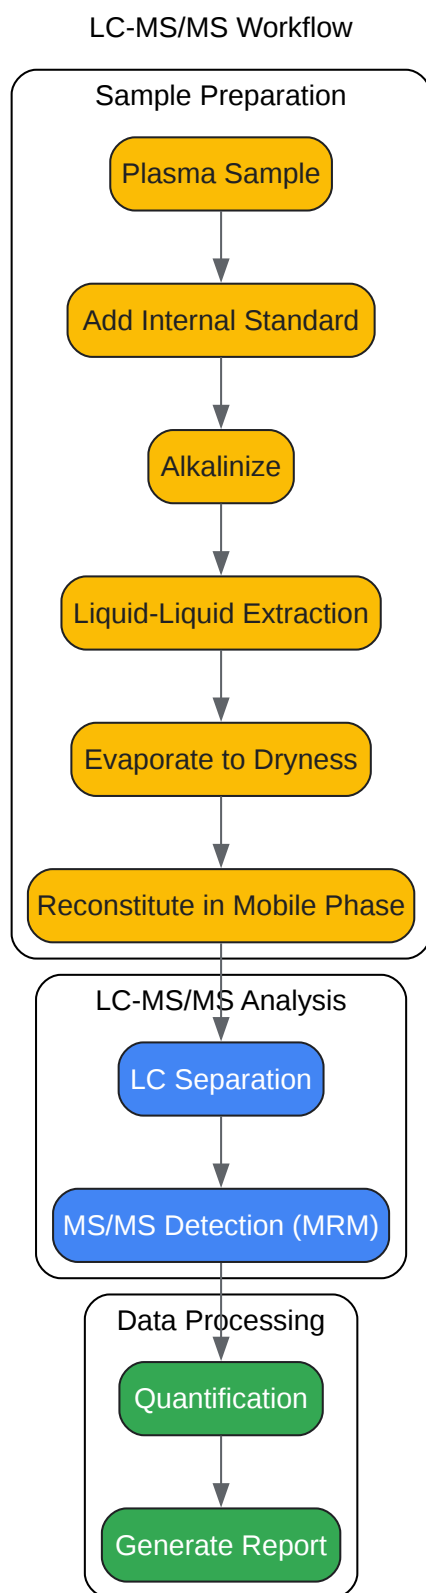 LC-MS/MS Workflow
Sample Preparation
Plasma Sample
Add Internal Standard
Alkalinize
Liquid-Liquid Extraction
Evaporate to Dryness
Reconstitute in Mobile Phase
LC-MS/MS Analysis
LC Separation
MS/MS Detection (MRM)
Data Processing
Quantification
Generate Report